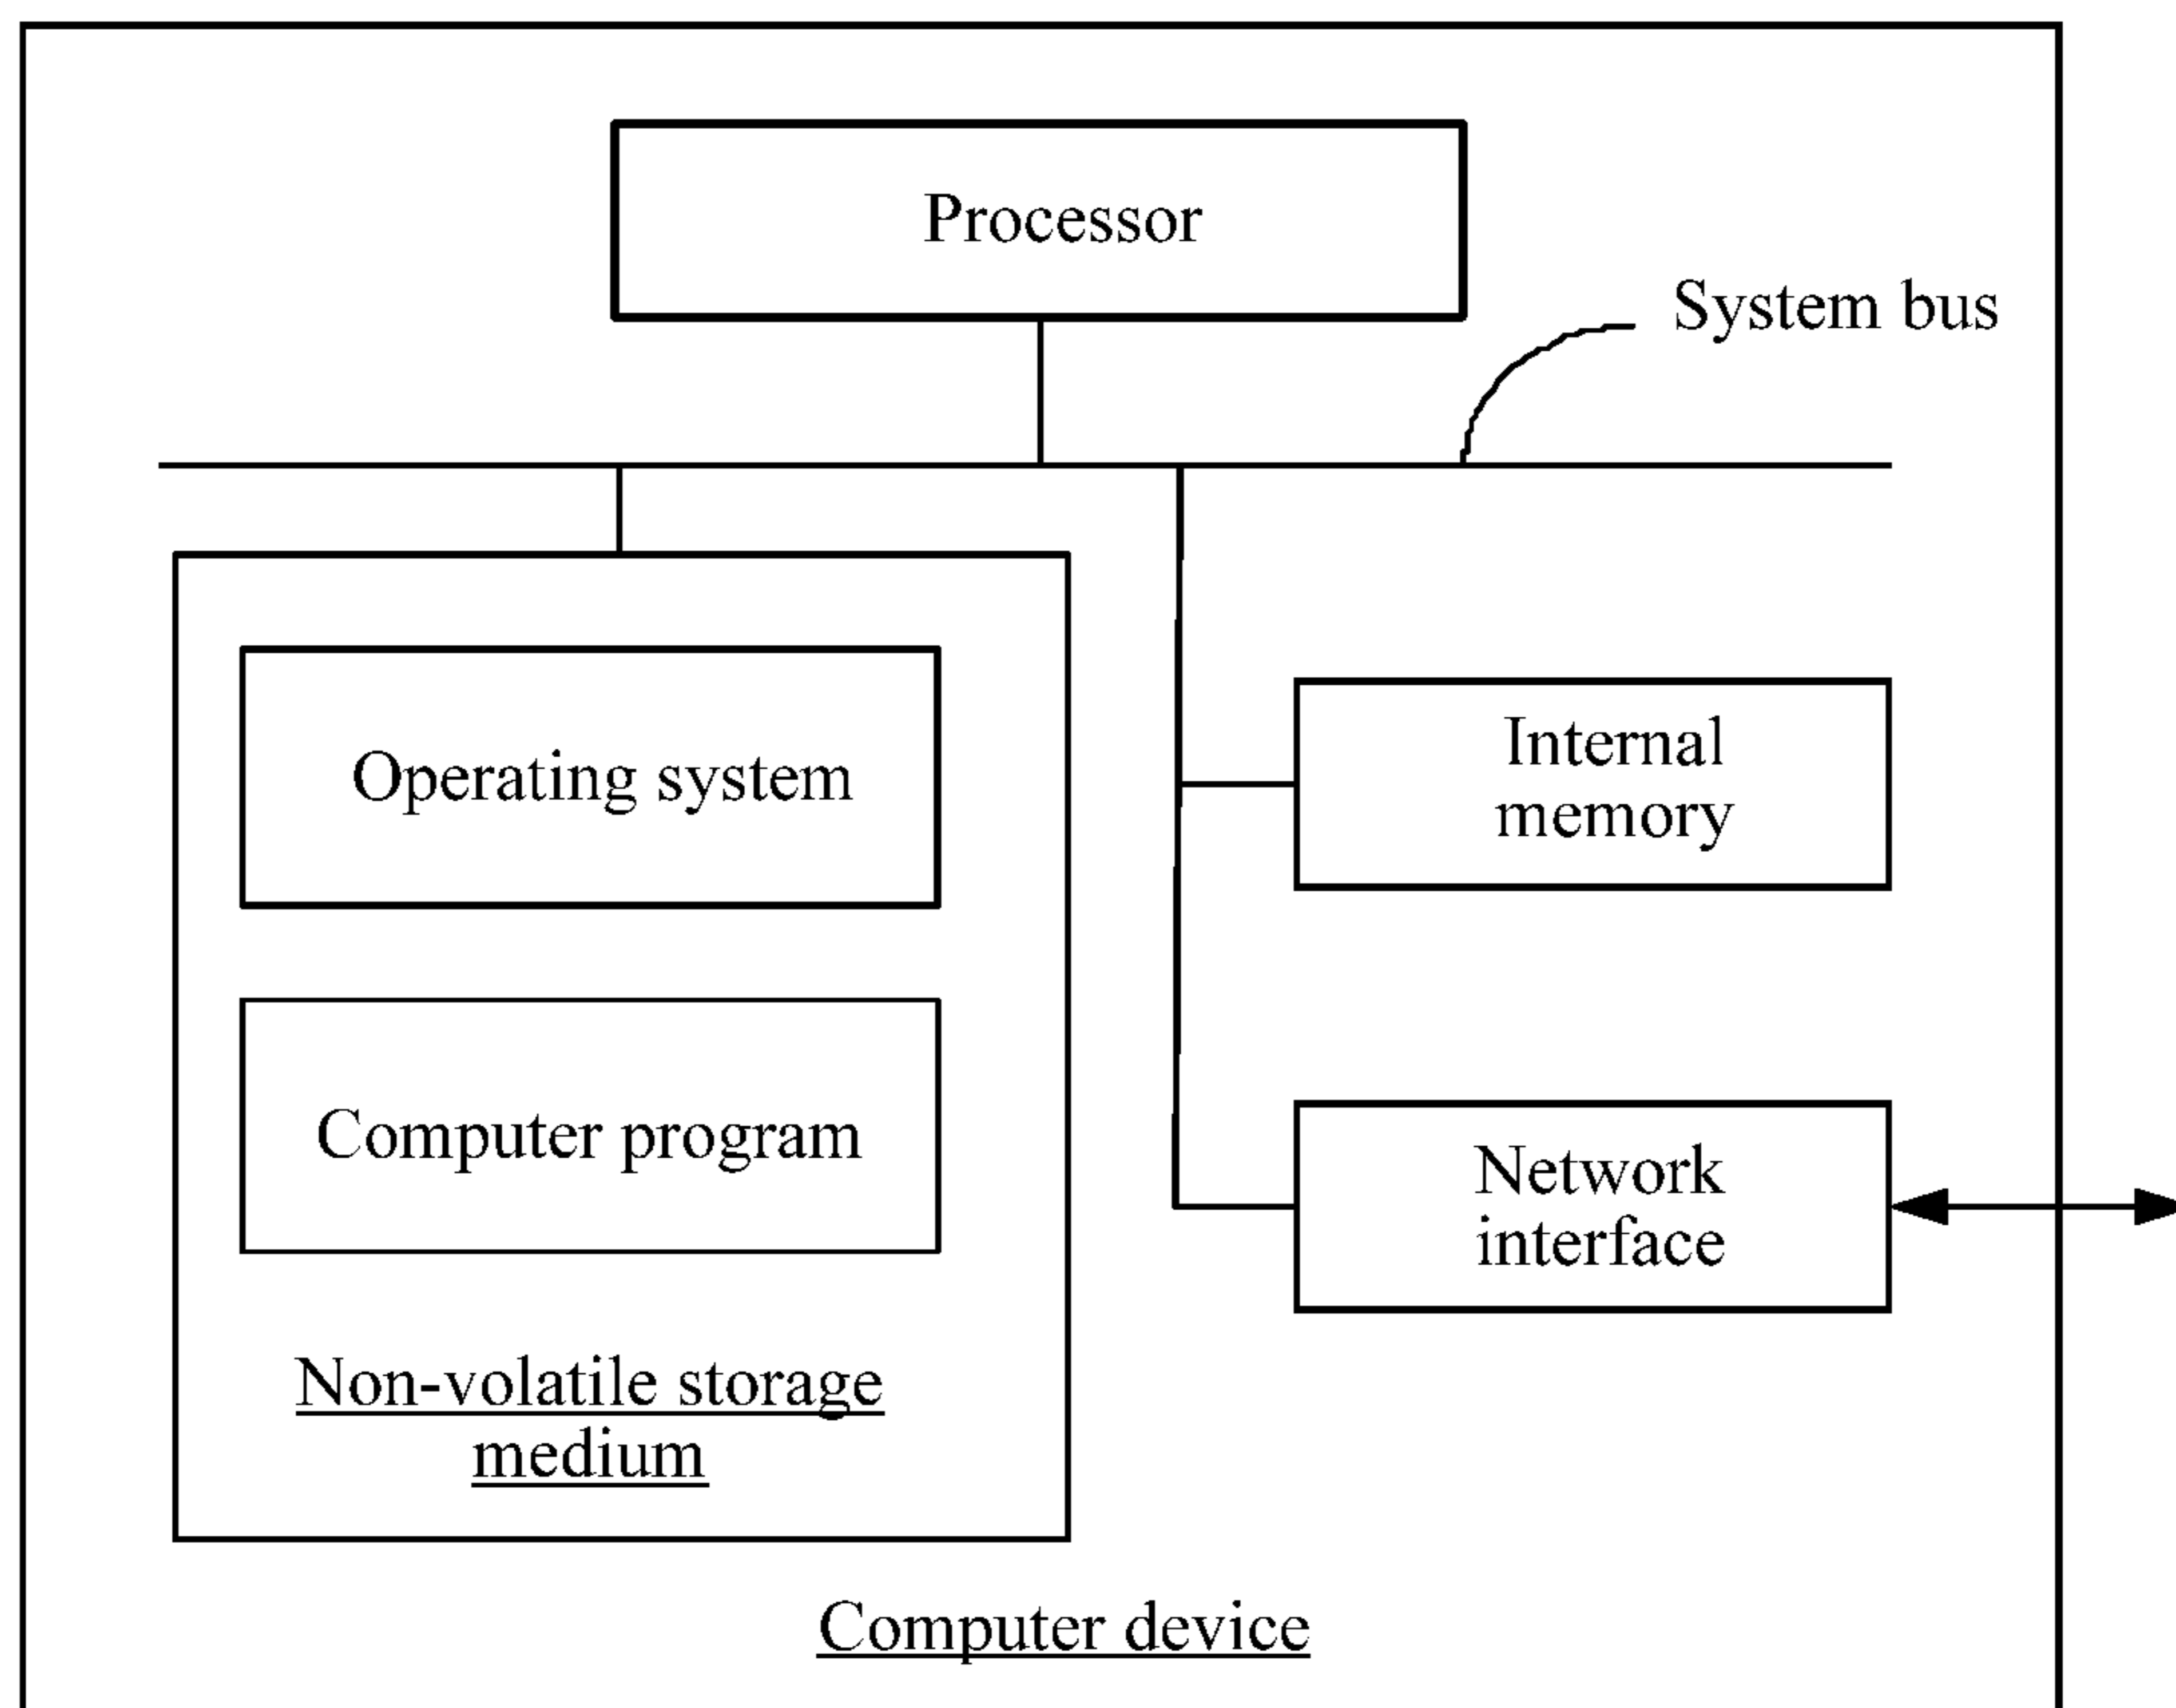 Processor
System bus
Operating system
Internal
memory
Computer program
Network
interface
Non-volatile storage
medium
Computer device